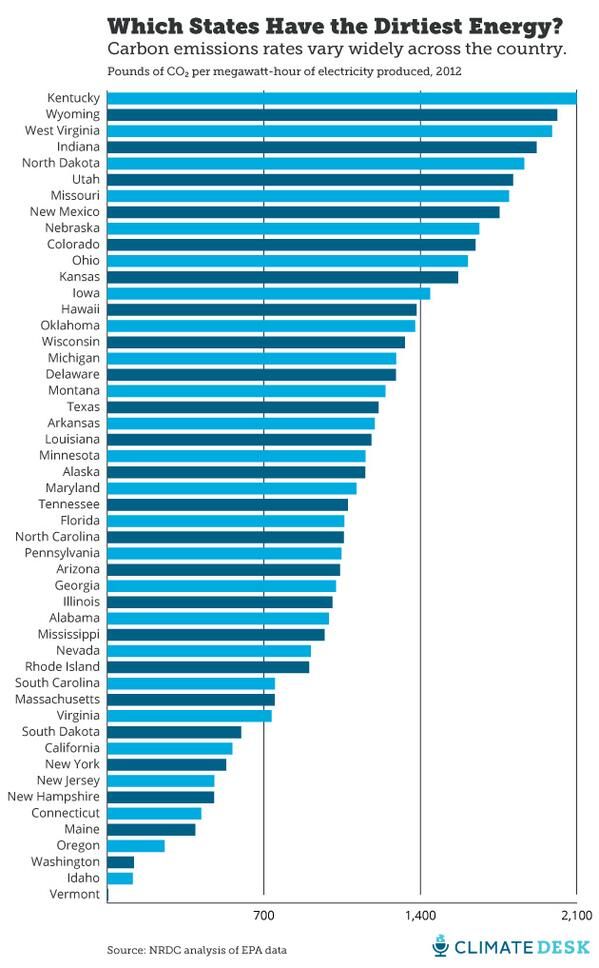 Which States Have the Dirtiest Energy?
Carbon emissions rates vary widely across the country.
Pounds of CO₂ per megawatt-hour of electricity produced, 2012
Kentucky
Wyoming
West Virginia
Indiana
North Dakota
Utah
Missouri
New Mexico
Nebraska
Colorado
Ohio
Kansas
Iowa
Hawaii
Oklahoma
Wisconsin
Michigan
Delaware
Montana
Texas
Arkansas
Louisiana
Minnesota
Alaska
Maryland
Tennessee
Florida
North Carolina
Pennsylvania
Arizona
Georgia
Illinois
Alabama
Mississippi
Nevada
Rhode Island
South Carolina
Massachusetts
Virginia
South Dakota
California
New York
New Jersey
New Hampshire
Connecticut
Maine
Oregon
Washington
Idaho
Vermont
700 1,400 2,100
Source: NRDC analysis of EPA data
CLIMATE DESK